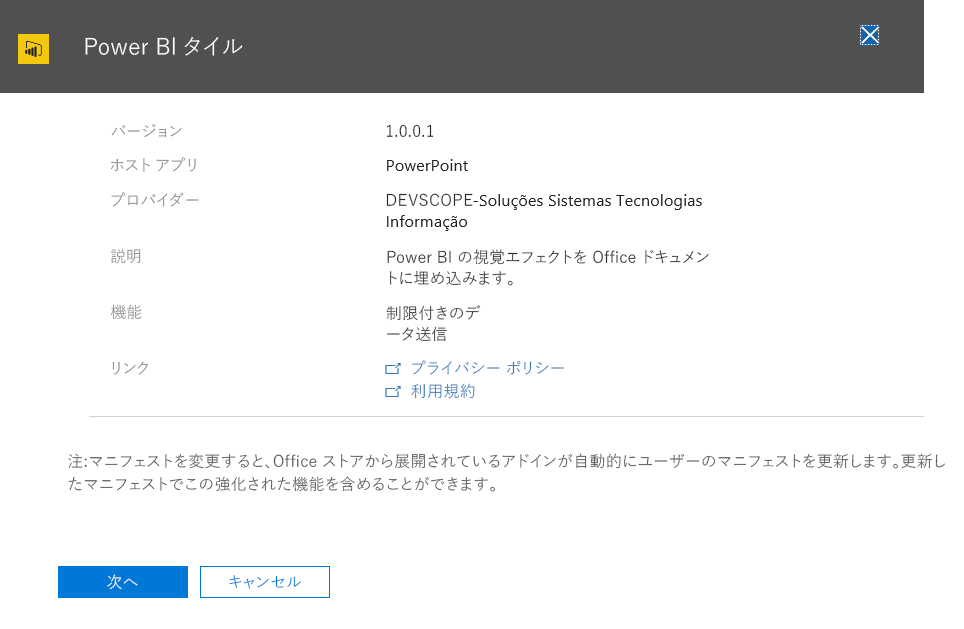 Power BI タイル
バージョン 1.0.0.1
ホスト アプリ PowerPoint
プロバイダー DEVSCOPE-Soluções Sistemas Tecnologias
Informação
説明 Power BI の視覚エフェクトを Office ドキュメン
トに埋め込みます。
機能 制限付きのデ
ータ送信
リンク プライバシー ポリシー
利用規約
注:マニフェストを変更すると、Office ストアから展開されているアドインが自動的にユーザーのマニフェストを更新します。更新し
たマニフェストでこの強化された機能を含めることができます。
次へ キャンセル